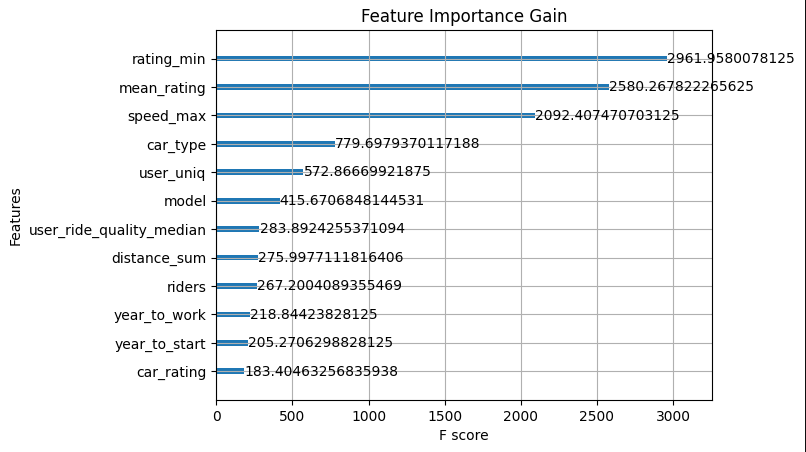 Feature Importance Gain
Features
rating_min 2961.9580078125
mean_rating 2580.267822265625
speed_max 2092.407470703125
car_type 779.6979370117188
user_uniq 572.86669921875
model 415.6706848144531
user_ride_quality_median 283.8924255371094
distance_sum 275.9977111816406
riders 267.2004089355469
year_to_work 218.84423828125
year_to_start 205.2706298828125
car_rating 183.40463256835938
0 500 1000 1500 2000 2500 3000
F score